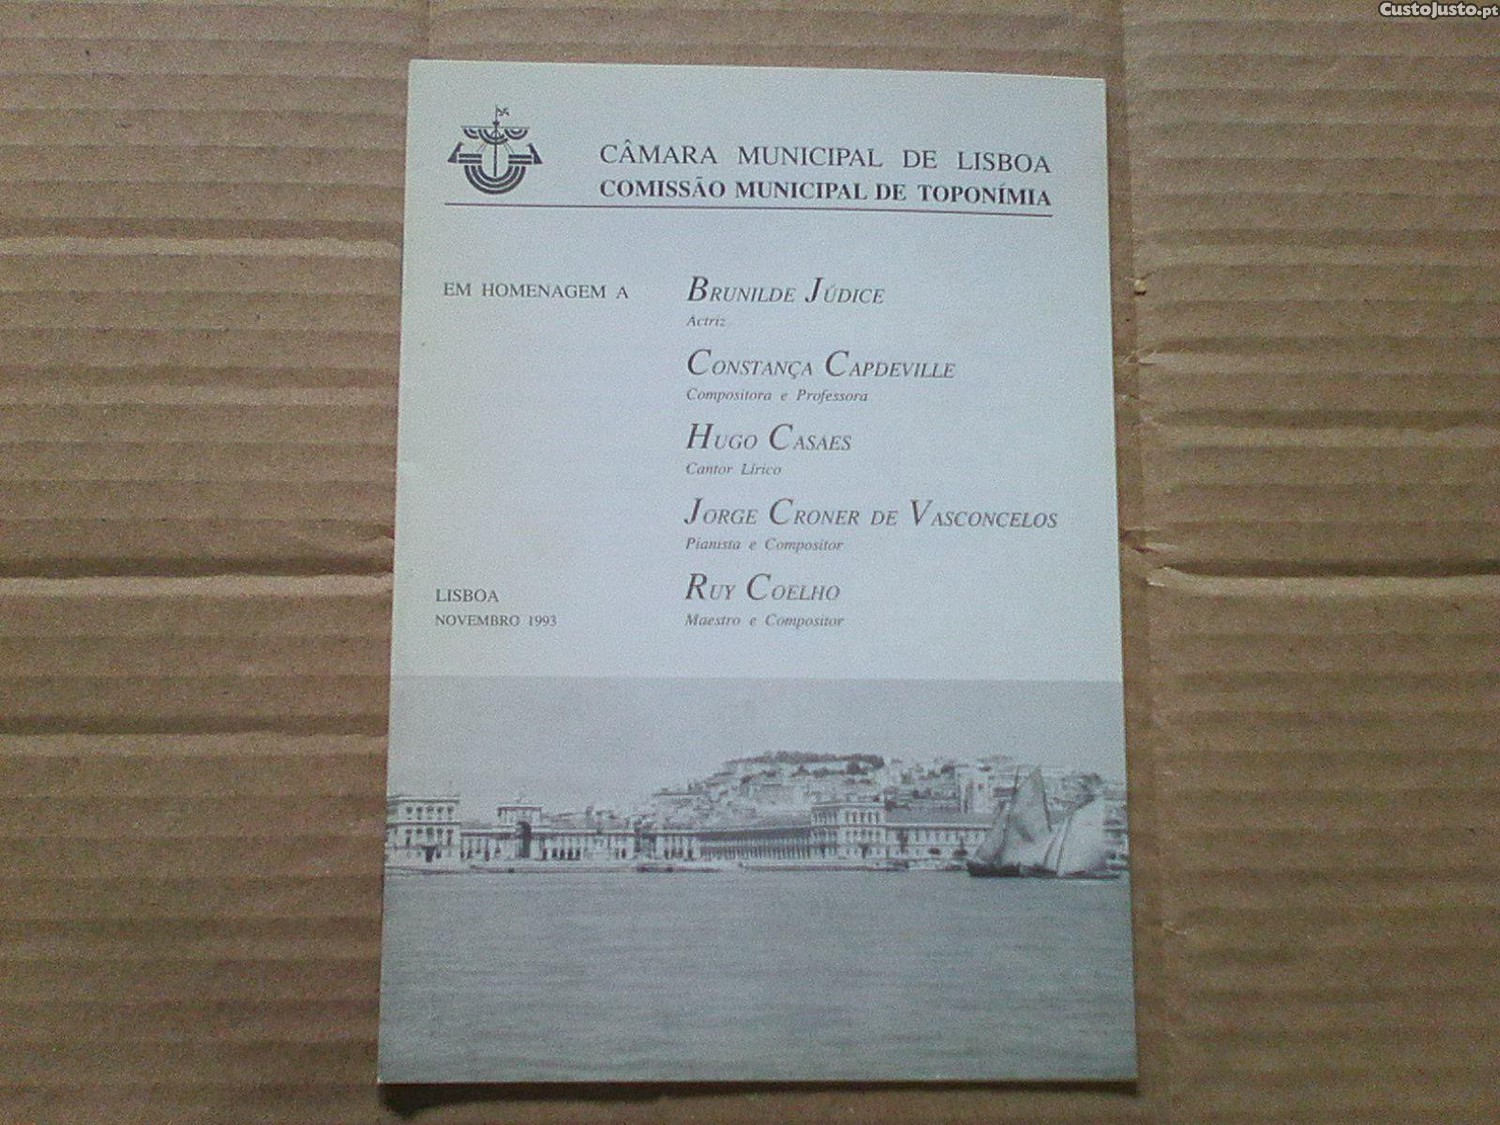 CustoJusto.pt
CÂMARA MUNICIPAL DE LISBOA
COMISSÃO MUNICIPAL DE TOPONÍMIA
EM HOMENAGEM A
BRUNILDE JÚDICE
Actriz
CONSTANÇA CAPDEVILLE
Compositora e Professora
HUGO CASAES
Cantor Lírico
JORGE CRONER DE VASCONCELOS
Pianista e Compositor
RUY COELHO
Maestro e Compositor
LISBOA
NOVEMBRO 1993